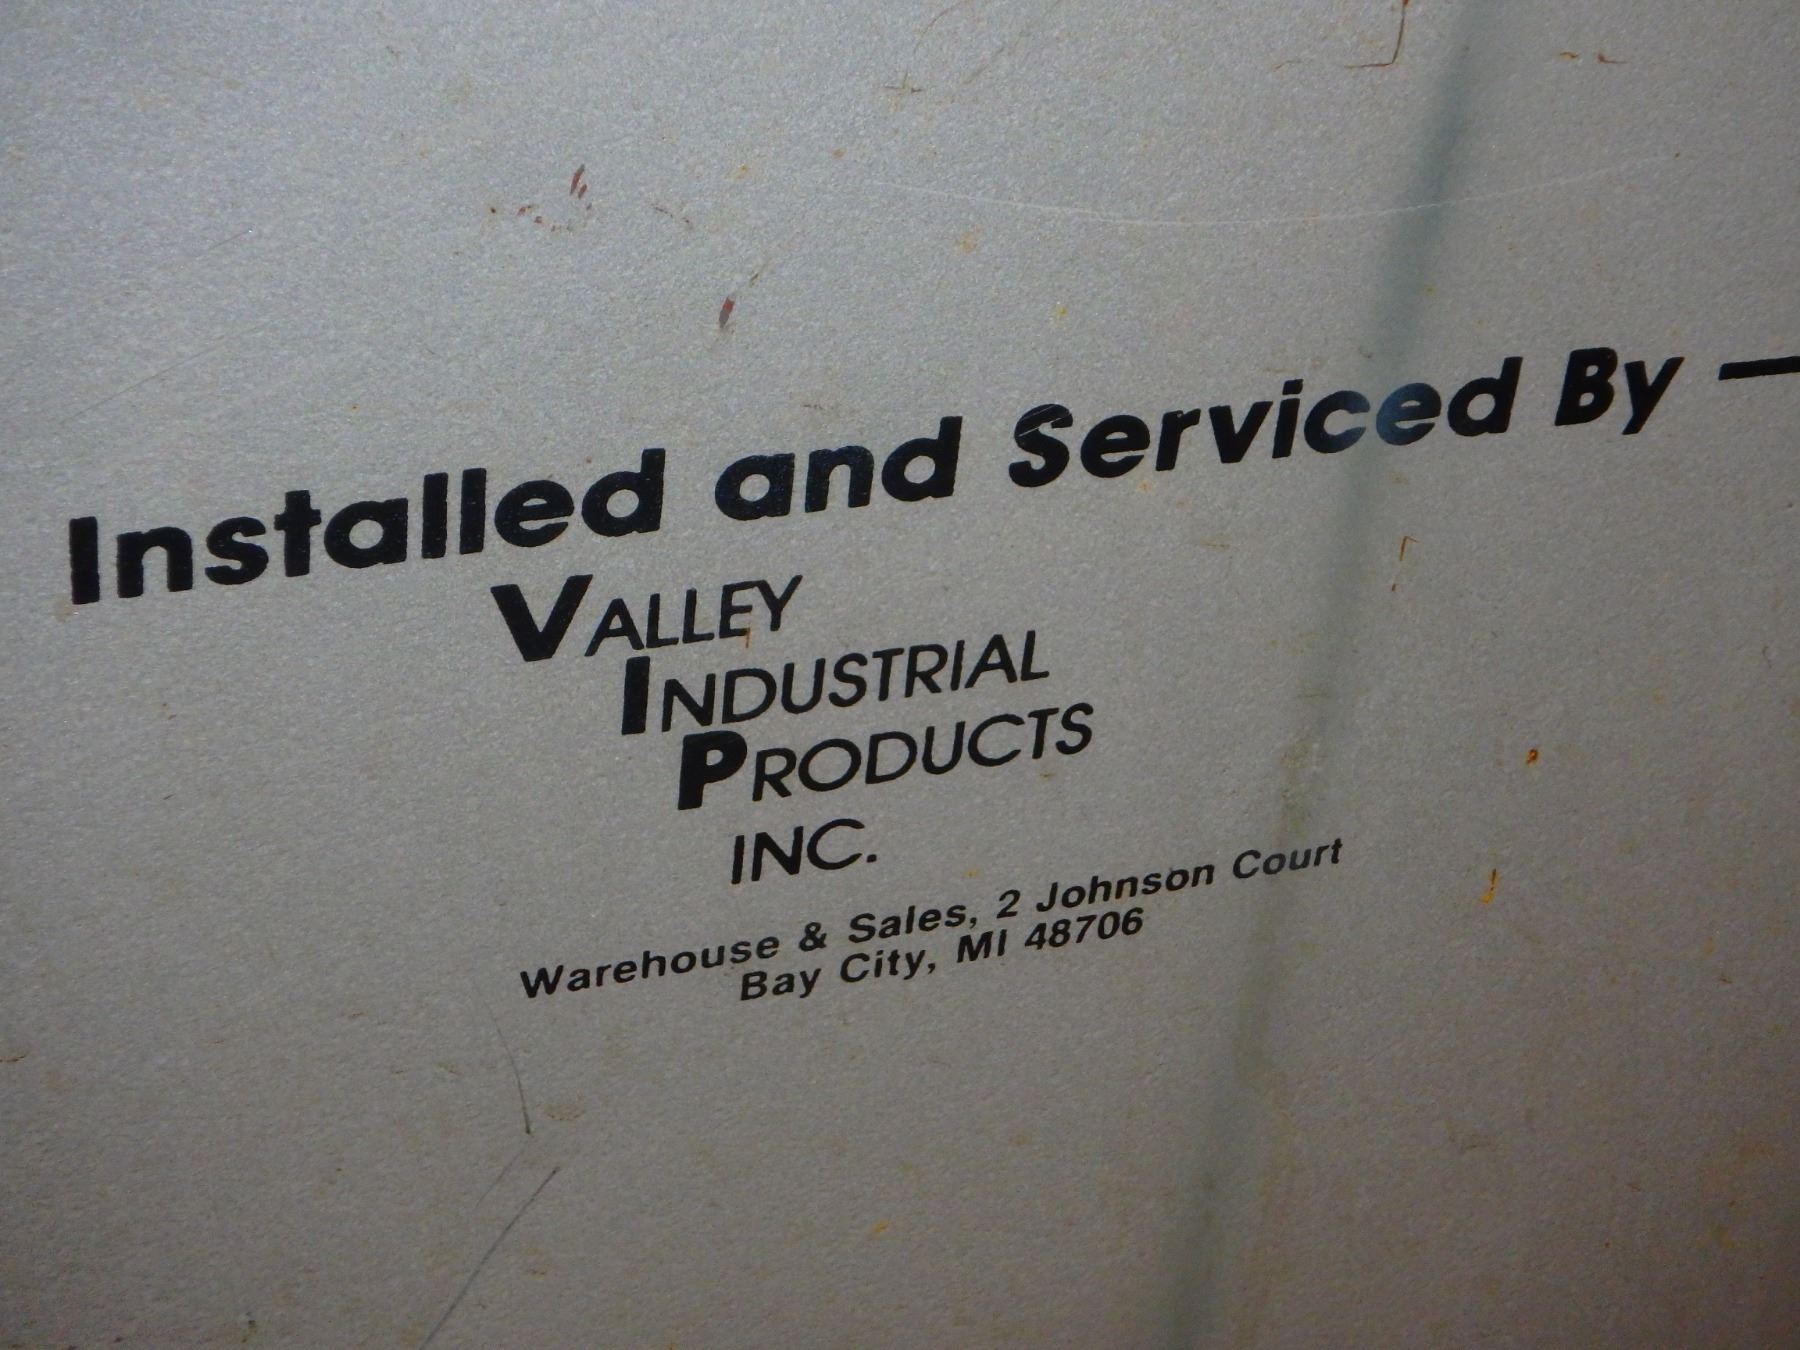 Installed and Serviced By —
VALLEY
INDUSTRIAL
PRODUCTS
INC.
Warehouse & Sales, 2 Johnson Court
Bay City, MI 48706